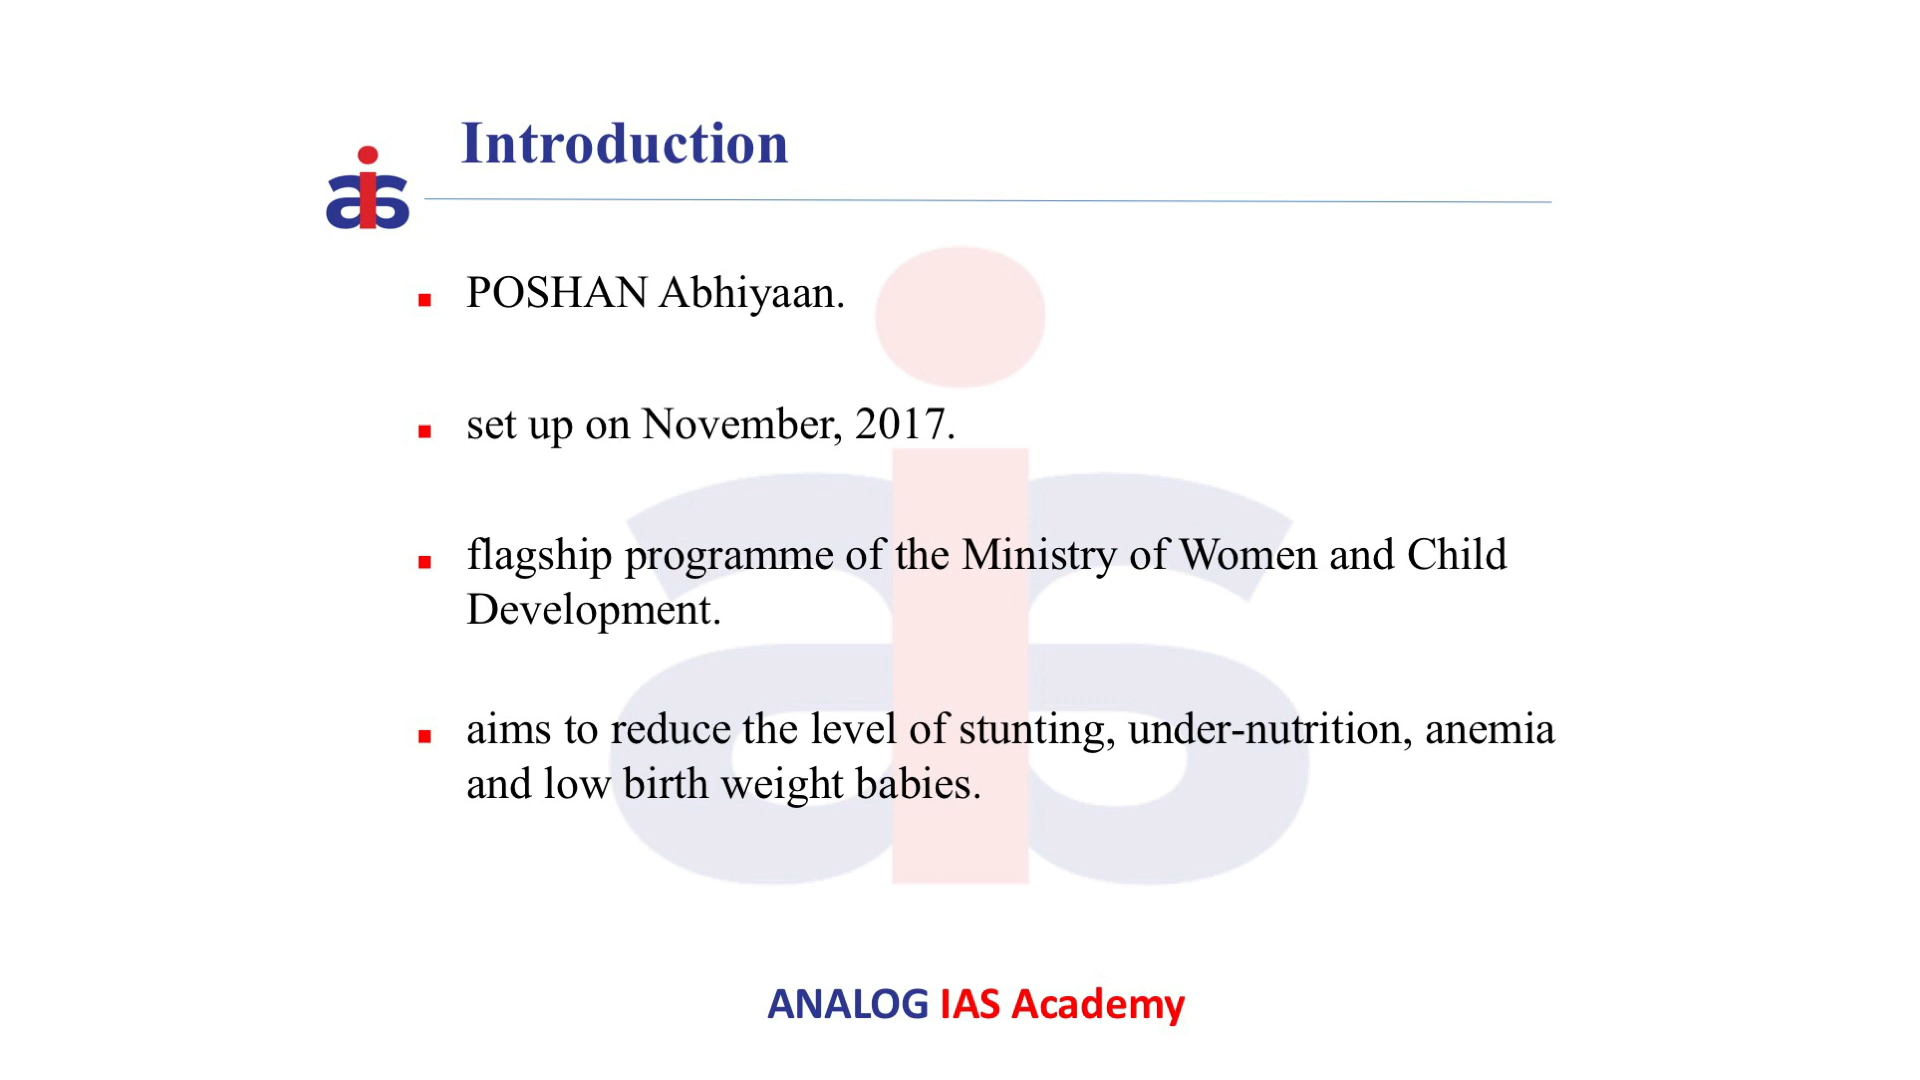 Introduction
POSHAN Abhiyaan.
set up on November, 2017.
flagship programme of the Ministry of Women and Child
Development.
aims to reduce the level of stunting, under-nutrition, anemia
and low birth weight babies.
ANALOG IAS Academy